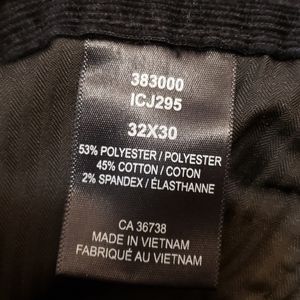 383000
ICJ295
32X30
53% POLYESTER / POLYESTER
45% COTTON / COTON
2% SPANDEX / ÉLASTHANNE
CA 36738
MADE IN VIETNAM
FABRIQUÉ AU VIETNAM